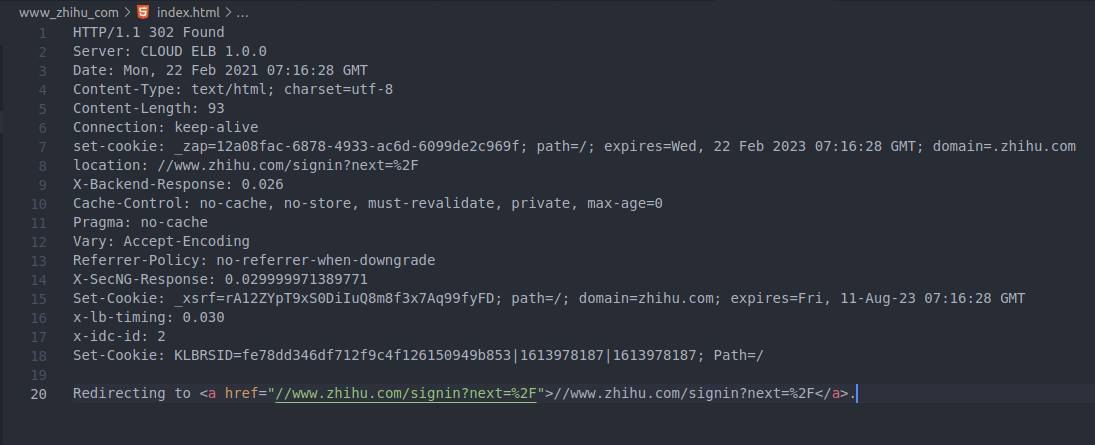 www_zhihu_com > index.html > ...
1 HTTP/1.1 302 Found
2 Server: CLOUD ELB 1.0.0
3 Date: Mon, 22 Feb 2021 07:16:28 GMT
4 Content-Type: text/html; charset=utf-8
5 Content-Length: 93
6 Connection: keep-alive
7 set-cookie: _zap=12a08fac-6878-4933-ac6d-6099de2c969f; path=/; expires=Wed, 22 Feb 2023 07:16:28 GMT; domain=.zhihu.com
8 location: //www.zhihu.com/signin?next=%2F
9 X-Backend-Response: 0.026
10 Cache-Control: no-cache, no-store, must-revalidate, private, max-age=0
11 Pragma: no-cache
12 Vary: Accept-Encoding
13 Referrer-Policy: no-referrer-when-downgrade
14 X-SecNG-Response: 0.029999971389771
15 Set-Cookie: _xsrf=rA12ZYpT9xS0DiIuQ8m8f3x7Aq99fyFD; path=/; domain=zhihu.com; expires=Fri, 11-Aug-23 07:16:28 GMT
16 x-lb-timing: 0.030
17 x-idc-id: 2
18 Set-Cookie: KLBRSID=fe78dd346df712f9c4f126150949b853|1613978187|1613978187; Path=/
19
20 Redirecting to <a href="//www.zhihu.com/signin?next=%2F">//www.zhihu.com/signin?next=%2F</a>.